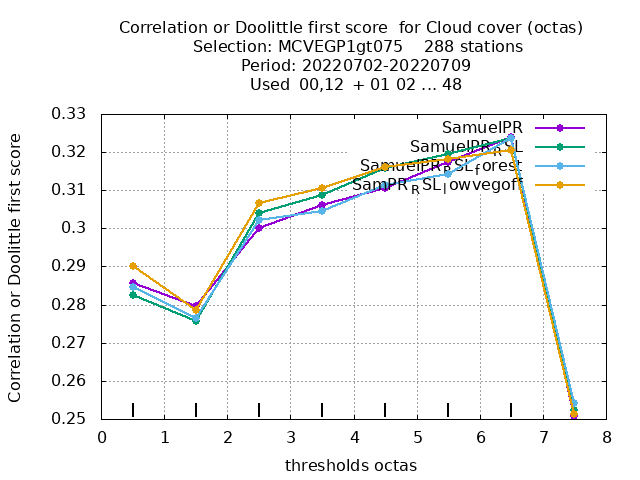 Correlation or Doolittle first score  for Cloud cover (octas)
Selection: MCVEGP1gt075    288 stations
Period: 20220702-20220709
Used  00,12  + 01 02 ... 48
Correlation or Doolittle first score
0.33
0.32
0.31
0.3
0.29
0.28
0.27
0.26
0.25
SamuelPR
SamuelPR_RSL
SamuelPR_RSL_forest
SamPR_RSL_lowvegoff
0 1 2 3 4 5 6 7 8
thresholds octas